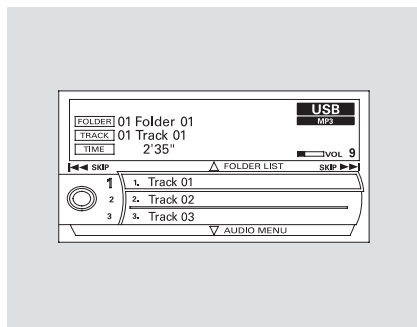 USB
MP3
FOLDER 01 Folder 01
TRACK 01 Track 01
TIME 2'35"
VOL 9
SKIP FOLDER LIST SKIP
1 1. Track 01
2 2. Track 02
3 3. Track 03
AUDIO MENU